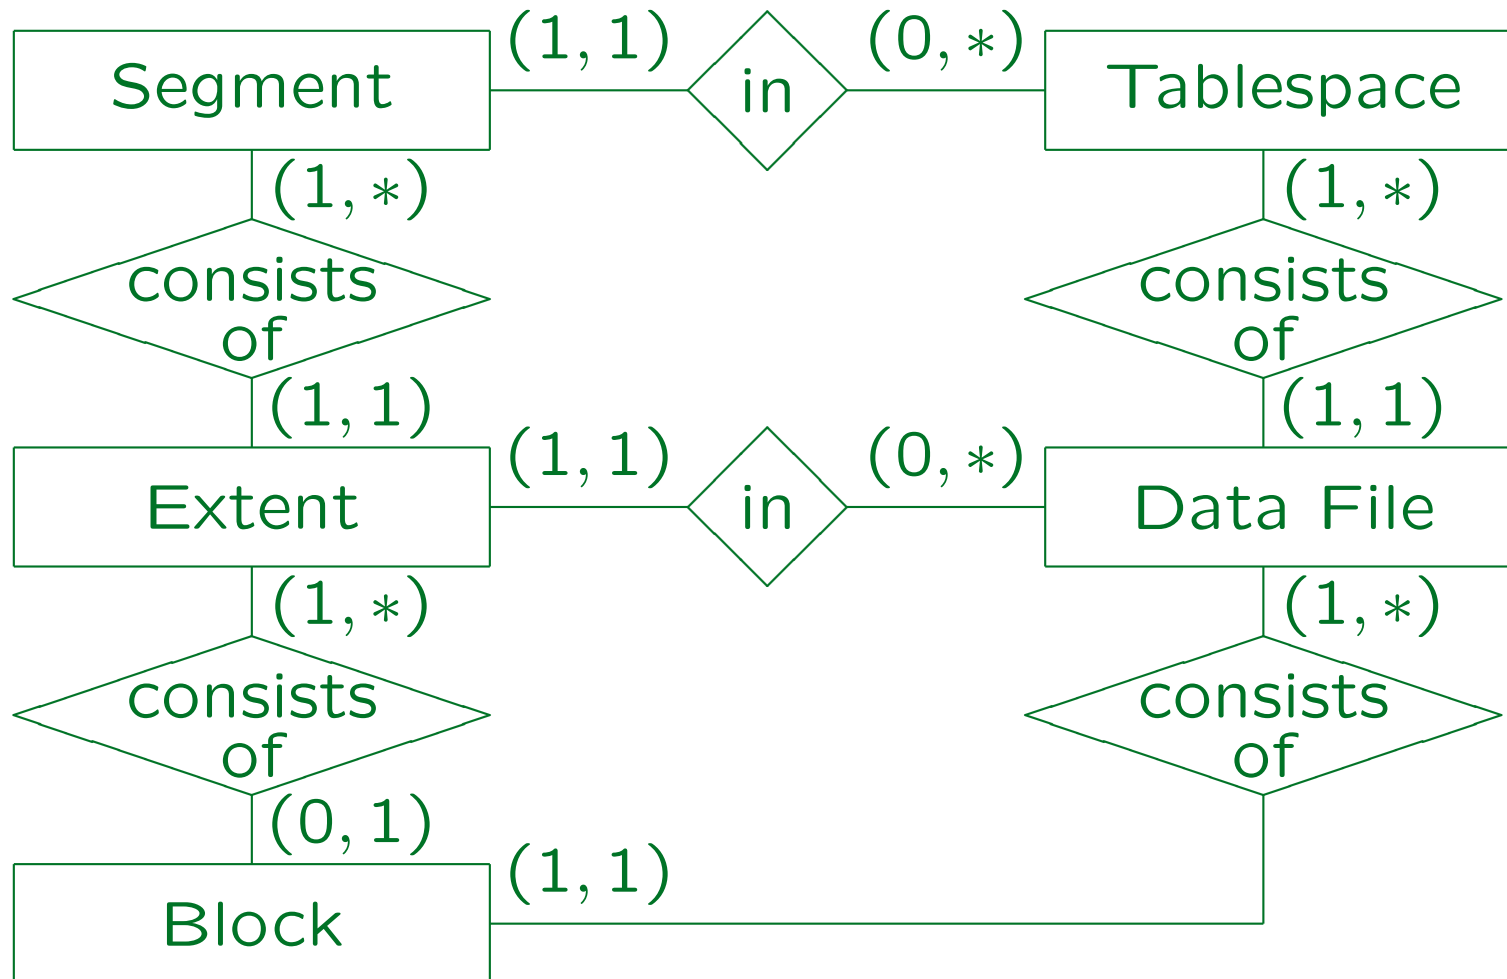 Segment
(1, 1)
in
(0, ∗)
Tablespace
(1, ∗)
(1, ∗)
consists
of
consists
of
(1, 1)
(1, 1)
Extent
(1, 1)
in
(0, ∗)
Data File
(1, ∗)
(1, ∗)
consists
of
consists
of
(0, 1)
Block
(1, 1)